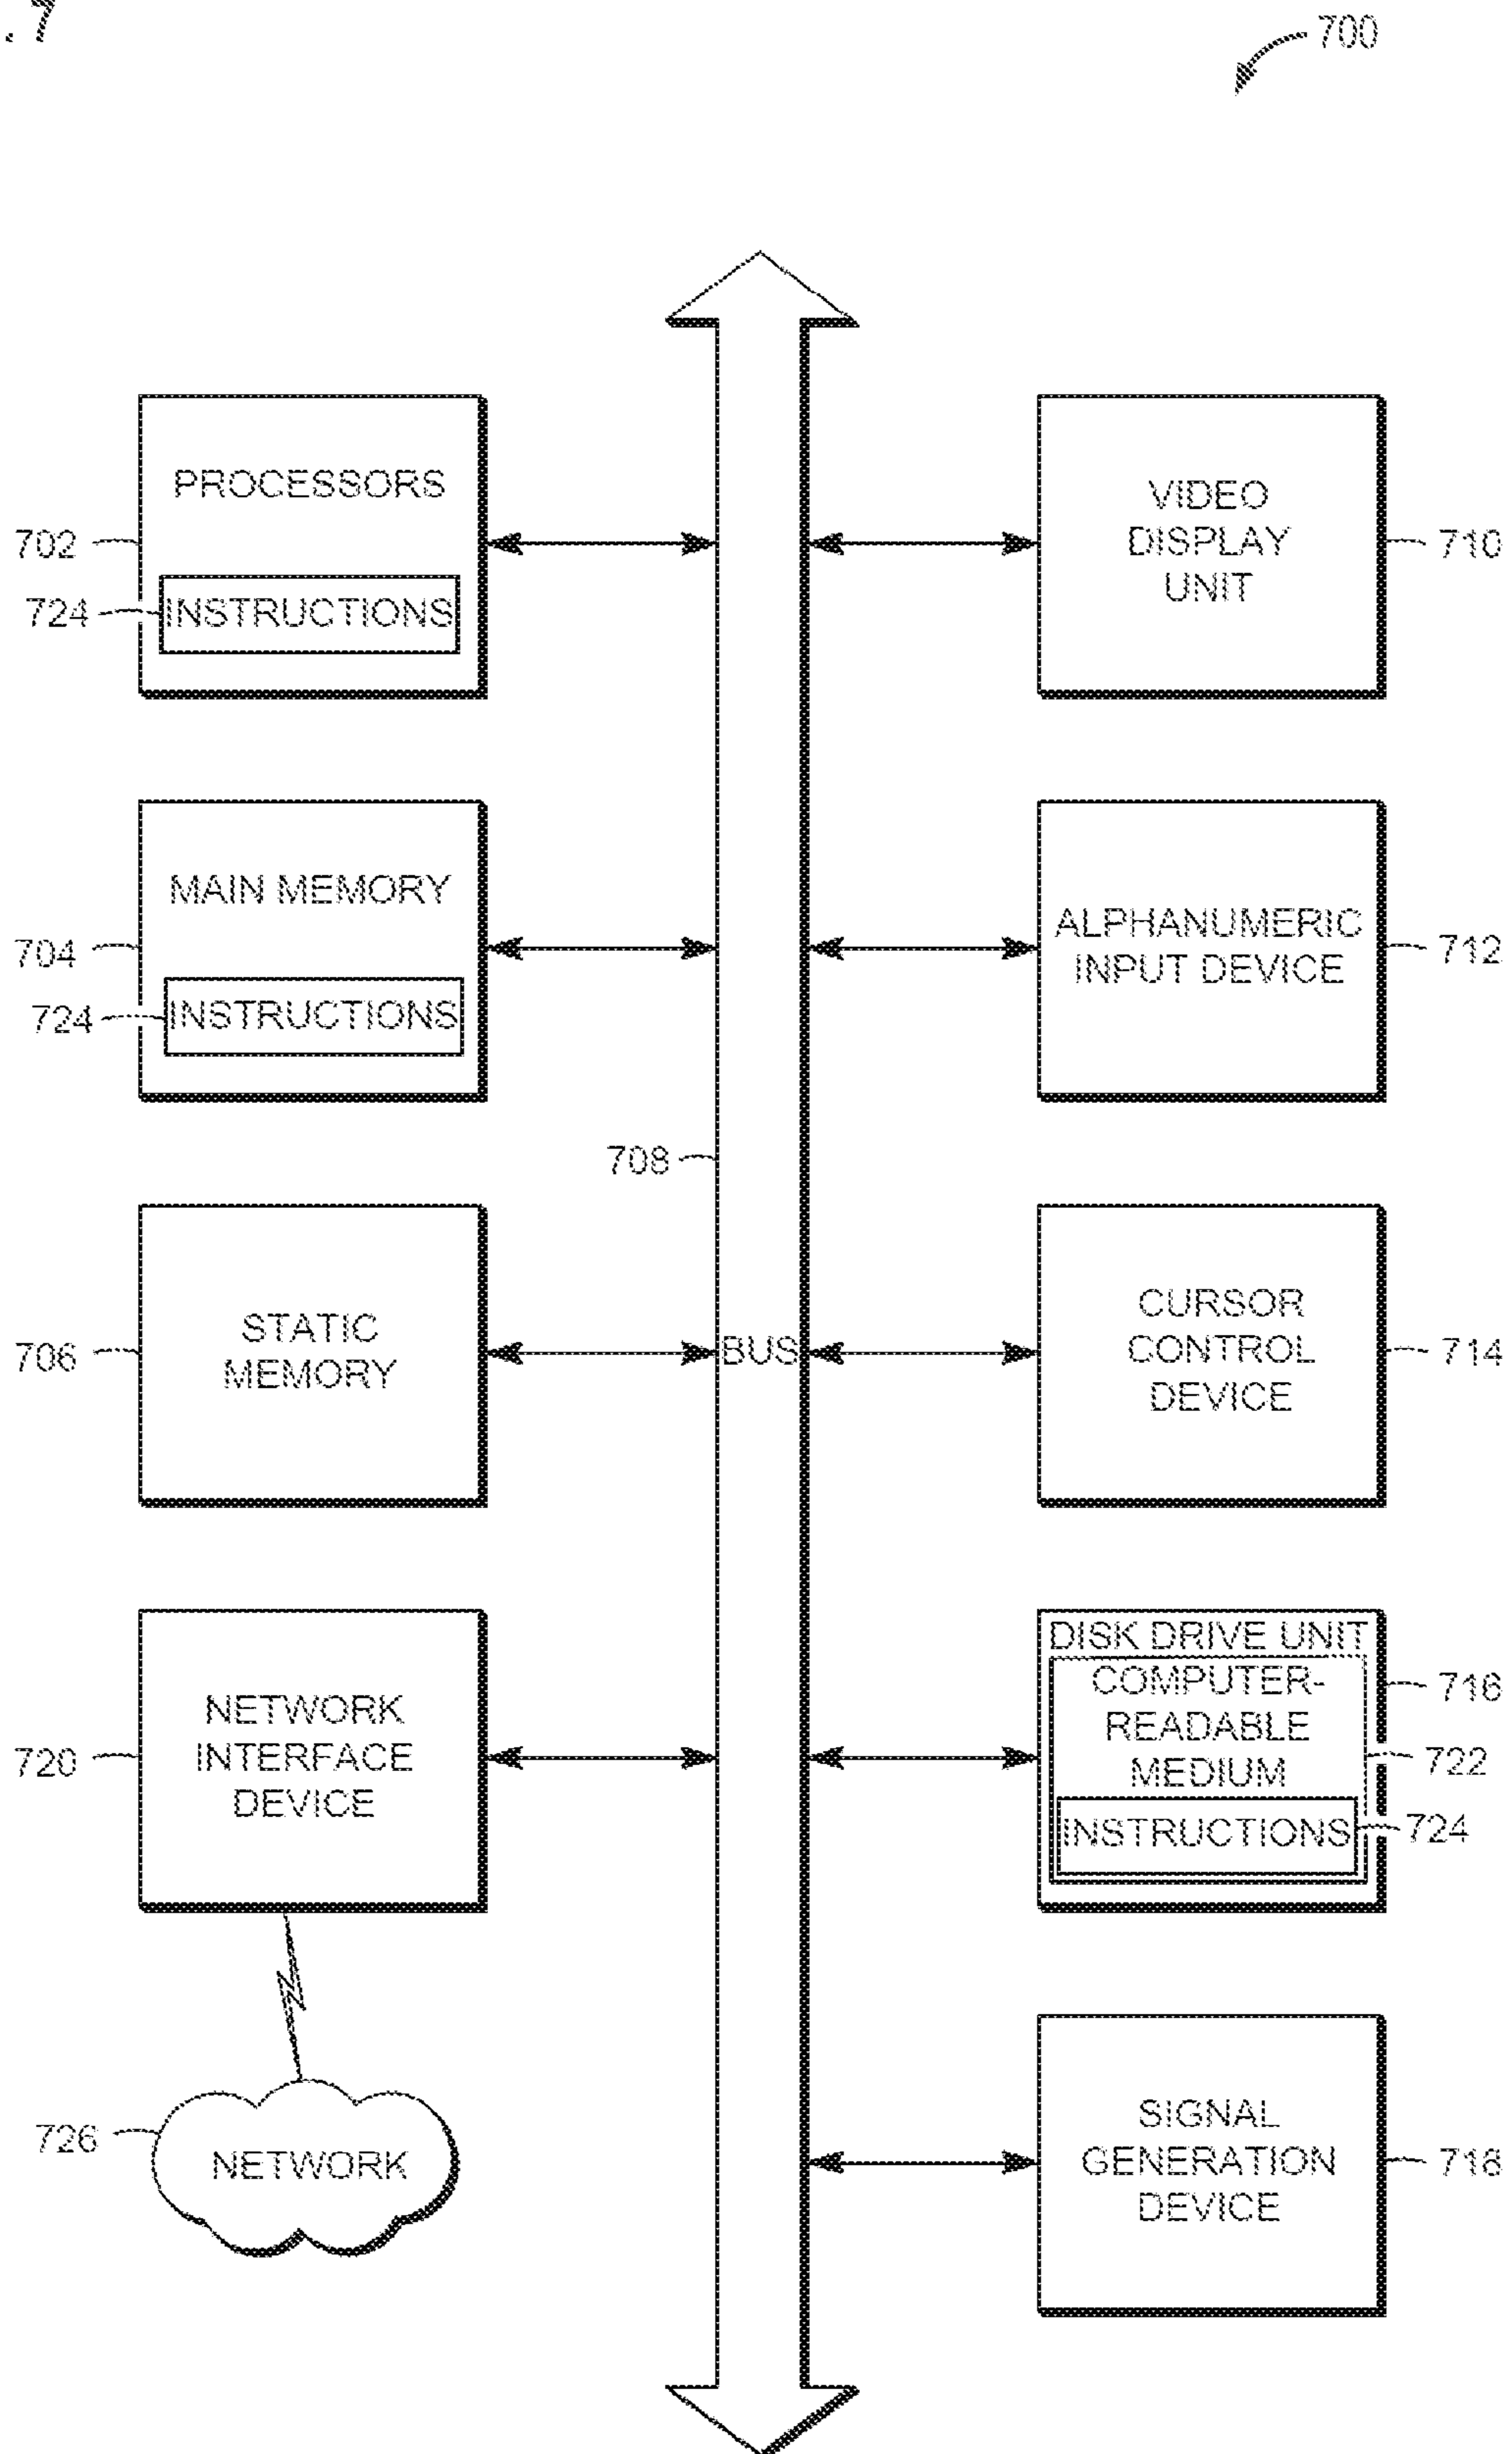 . 7
700
PROCESSORS
702
724
INSTRUCTIONS
VIDEO
DISPLAY
UNIT
710
MAIN MEMORY
704
724
INSTRUCTIONS
ALPHANUMERIC
INPUT DEVICE
712
708
STATIC
MEMORY
706
BUS
CURSOR
CONTROL
DEVICE
714
NETWORK
INTERFACE
DEVICE
720
DISK DRIVE UNIT
COMPUTER-
READABLE
MEDIUM
INSTRUCTIONS
716
722
724
726
NETWORK
SIGNAL
GENERATION
DEVICE
718